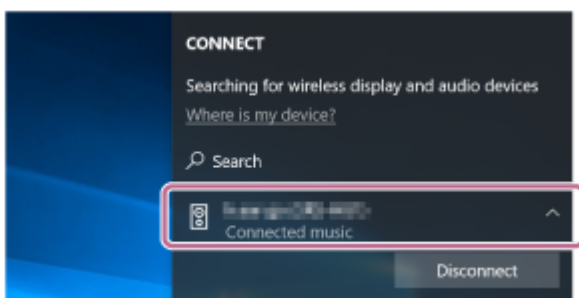 CONNECT
Searching for wireless display and audio devices
Where is my device?
Search
Connected music
Disconnect